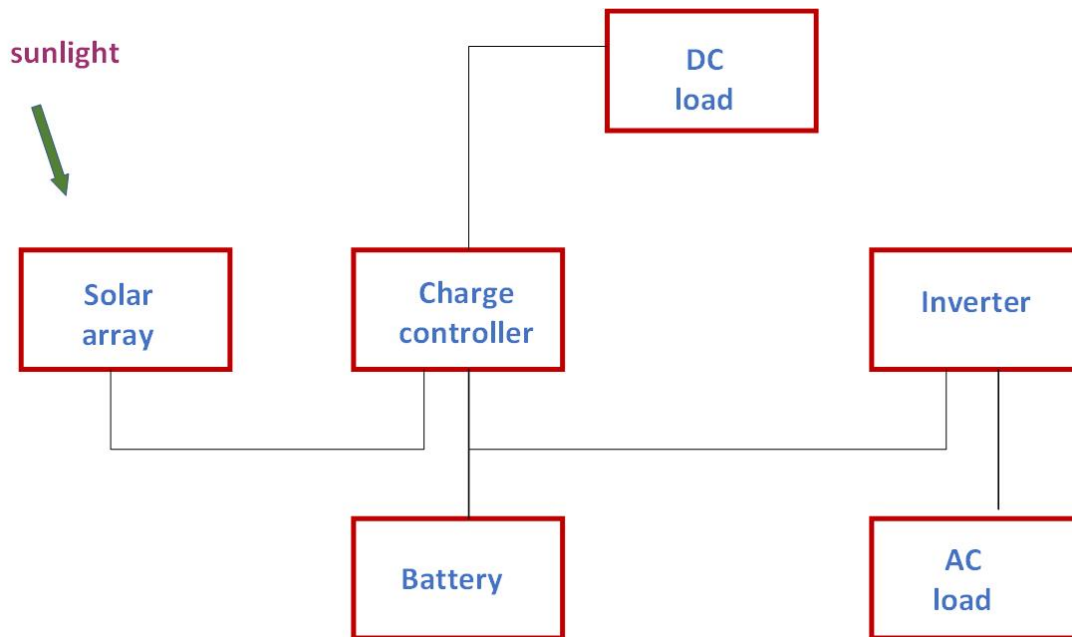 sunlight
DC
load
Solar
array
Charge
controller
Inverter
Battery
AC
load